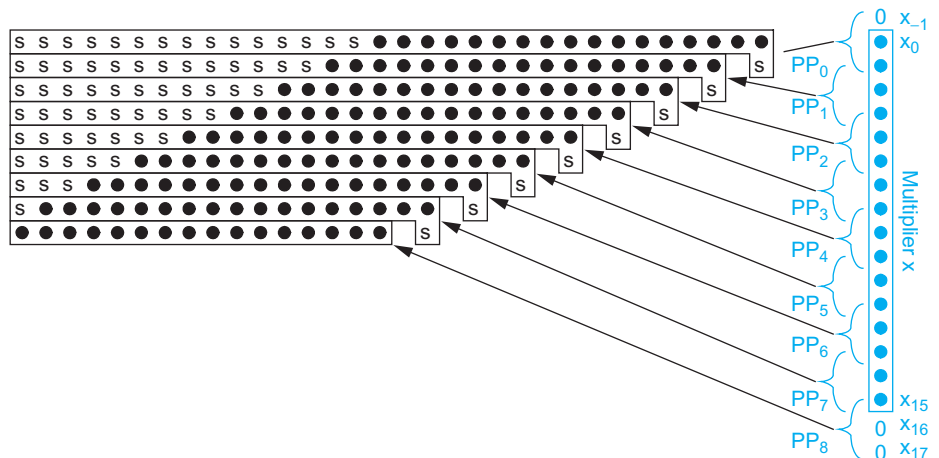 0 x₋₁
s s s s s s s s s s s s s s s x₀
s s s s s s s s s s s s s s PP₀
s s s s s s s s s s s s PP₁
s s s s s s s s s s
s s s s s s s s PP₂
s s s s s s
s s s s PP₃
s s
s PP₄
PP₅
PP₆
PP₇ x₁₅
0 x₁₆
PP₈ 0 x₁₇
Multiplier x